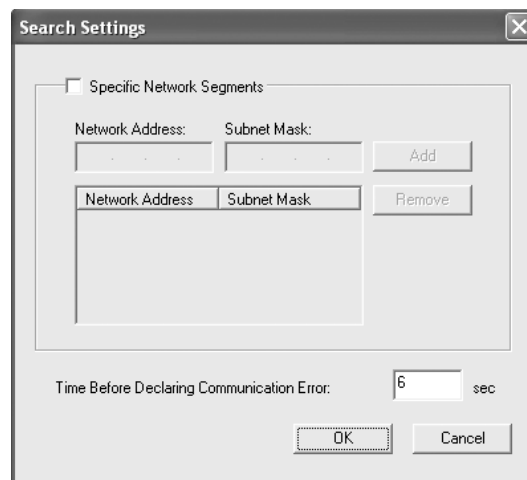 Search Settings
Specific Network Segments
Network Address: Subnet Mask:
. . . . . . Add
Network Address Subnet Mask Remove
Time Before Declaring Communication Error: 6 sec
OK Cancel